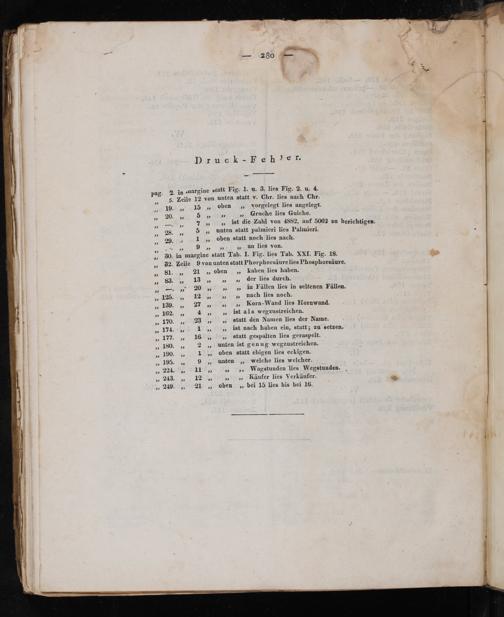 — 280 —
Druck-Fehler.
pag. 2. in margine statt Fig. 1. u. 3. lies Fig. 2. u. 4.
„ 5. Zeile 12 von unten statt v. Chr. lies nach Chr.
„ 19. „ 15 „ oben „ vorgelegt lies angelegt.
„ 20. „ 5 „ „ „ Groche lies Guiche.
„ —. „ 7 „ „ ist die Zahl von 4882, auf 5002 zu berichtigen.
„ 28. „ 5 „ unten statt palmieri lies Palmieri.
„ 29. „ 1 „ oben statt noch lies nach.
„ —. „ 9 „ „ „ an lies von.
„ 30. in margine statt Tab. I. Fig. lies Tab. XXI. Fig. 18.
„ 32. Zeile 9 von unten statt Phorphorsäure lies Phosphorsäure.
„ 81. „ 21 „ oben „ kaben lies haben.
„ 83. „ 13 „ „ „ der lies durch.
„ —. „ 20 „ „ „ in Fällen lies in seltenen Fällen.
„ 125. „ 12 „ „ „ nach lies noch.
„ 139. „ 27 „ „ „ Korn-Wand lies Hornwand.
„ 162. „ 4 „ „ ist als wegzustreichen.
„ 170. „ 23 „ „ statt den Namen lies der Name.
„ 174. „ 1 „ „ ist nach haben ein, statt; zu setzen.
„ 177. „ 16 „ „ statt gespalten lies geraspelt.
„ 180. „ 2 „ unten ist genug wegzustreichen.
„ 190. „ 1 „ oben statt ebigen lies eckigen.
„ 195. „ 9 „ unten „ welche lies welcher.
„ 224. „ 11 „ „ „ Wagstunden lies Wegstunden.
„ 243. „ 12 „ „ „ Käufer lies Verkäufer.
„ 249. „ 21 „ oben „ bei 15 lies bis bei 16.